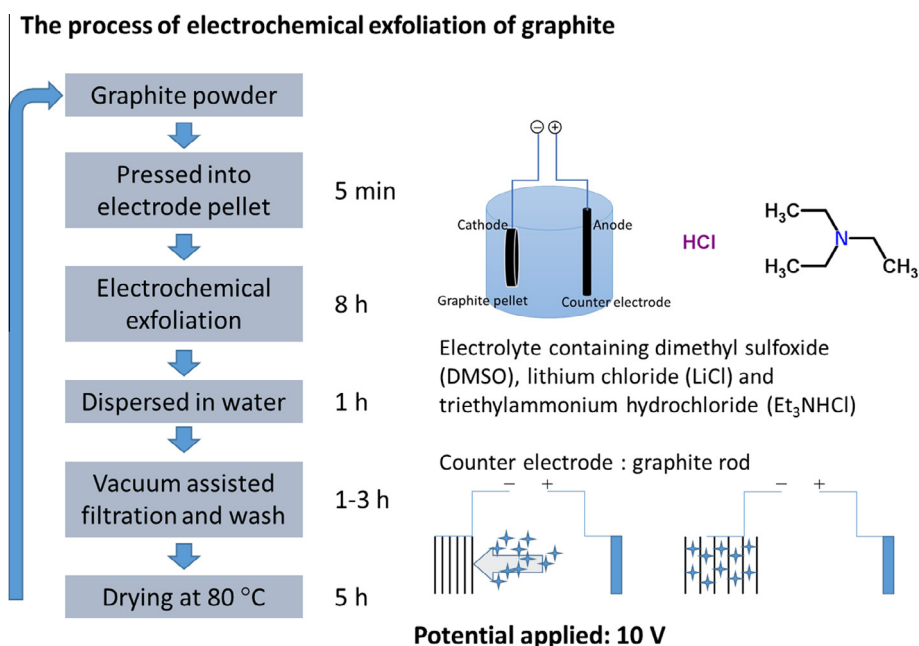 The process of electrochemical exfoliation of graphite
Graphite powder
Pressed into
electrode pellet
5 min
Electrochemical
exfoliation
8 h
Dispersed in water
1 h
Vacuum assisted
filtration and wash
1-3 h
Drying at 80 °C
5 h
− +
Cathode
Anode
Graphite pellet
Counter electrode
HCl
H₃C
N
H₃C
CH₃
Electrolyte containing dimethyl sulfoxide
(DMSO), lithium chloride (LiCl) and
triethylammonium hydrochloride (Et₃NHCl)
Counter electrode : graphite rod
− +
− +
Potential applied: 10 V